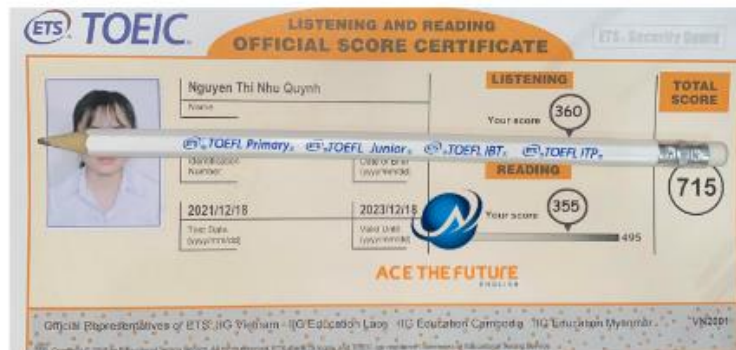 ETS TOEIC
LISTENING AND READING
OFFICIAL SCORE CERTIFICATE
ETS - Security Guard
Nguyen Thi Nhu Quynh
Name
LISTENING
Your score
360
TOTAL
SCORE
ETS TOEFL Primary ETS TOEFL Junior ETS TOEFL IBT ETS TOEFL ITP
Identification
Number
Date of Birth
(yyyy/mm/dd)
READING
715
2021/12/18
2023/12/18
Your score
355
Test Date
(yyyy/mm/dd)
Valid Until
(yyyy/mm/dd)
495
ACE THE FUTURE
ENGLISH
Official Representatives of ETS: IIG Vietnam - IIG Education Laos IIG Education Cambodia IIG Education Myanmar
VN2001